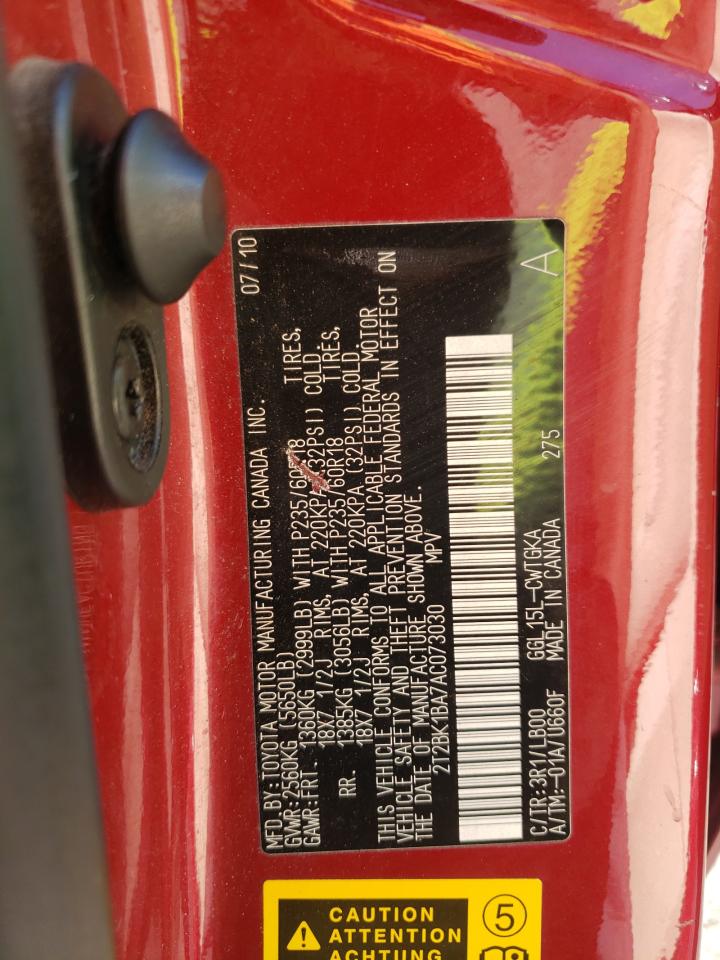 MFD. BY: TOYOTA MOTOR MANUFACTURING CANADA INC. 07/10
GVWR: 2560KG (5650LB)
GAWR: FRT. 1360KG (2999LB) WITH P235/60R18 TIRES,
18X7 1/2J RIMS, AT 220KPA (32PSI) COLD
RR. 1385KG (3056LB) WITH P235/60R18 TIRES,
18X7 1/2J RIMS, AT 220KPA (32PSI) COLD
THIS VEHICLE CONFORMS TO ALL APPLICABLE FEDERAL MOTOR
VEHICLE SAFETY AND THEFT PREVENTION STANDARDS IN EFFECT ON
THE DATE OF MANUFACTURE SHOWN ABOVE.
2T2BK1BA7AC073030 MPV
C/TR: 3R1/LB00 GGL15L-CWTGKA 275 A
A/TM: -01A/U660F MADE IN CANADA
CAUTION
ATTENTION
ACHTUNG
5